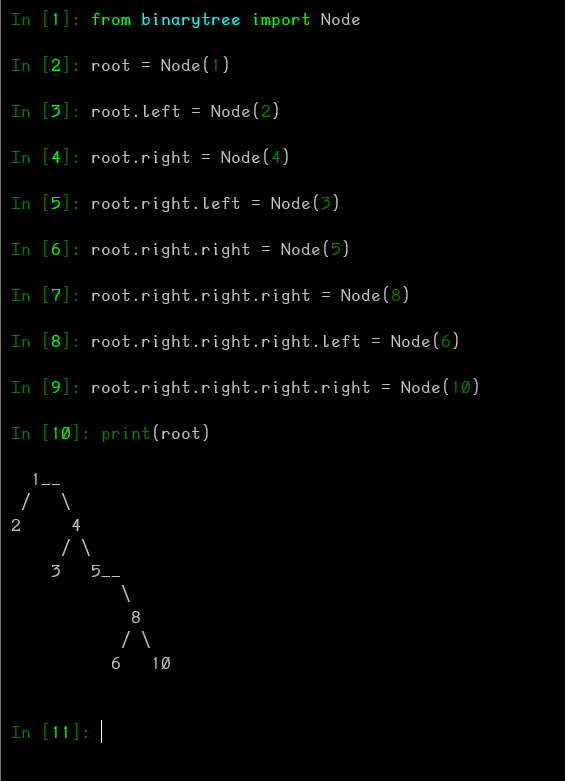 In [1]: from binarytree import Node
In [2]: root = Node(1)
In [3]: root.left = Node(2)
In [4]: root.right = Node(4)
In [5]: root.right.left = Node(3)
In [6]: root.right.right = Node(5)
In [7]: root.right.right.right = Node(8)
In [8]: root.right.right.right.left = Node(6)
In [9]: root.right.right.right.right = Node(10)
In [10]: print(root)
  1__
 /   \
2     4
     / \
    3   5__
           \
            8
           / \
          6   10
In [11]: